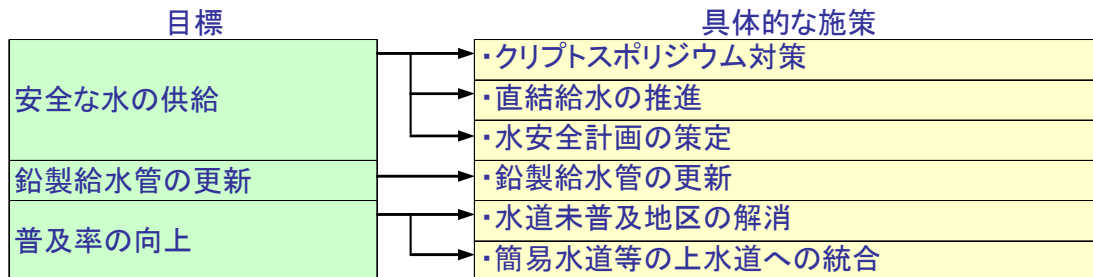 目標
具体的な施策
安全な水の供給
・クリプトスポリジウム対策
・直結給水の推進
・水安全計画の策定
鉛製給水管の更新
・鉛製給水管の更新
普及率の向上
・水道未普及地区の解消
・簡易水道等の上水道への統合